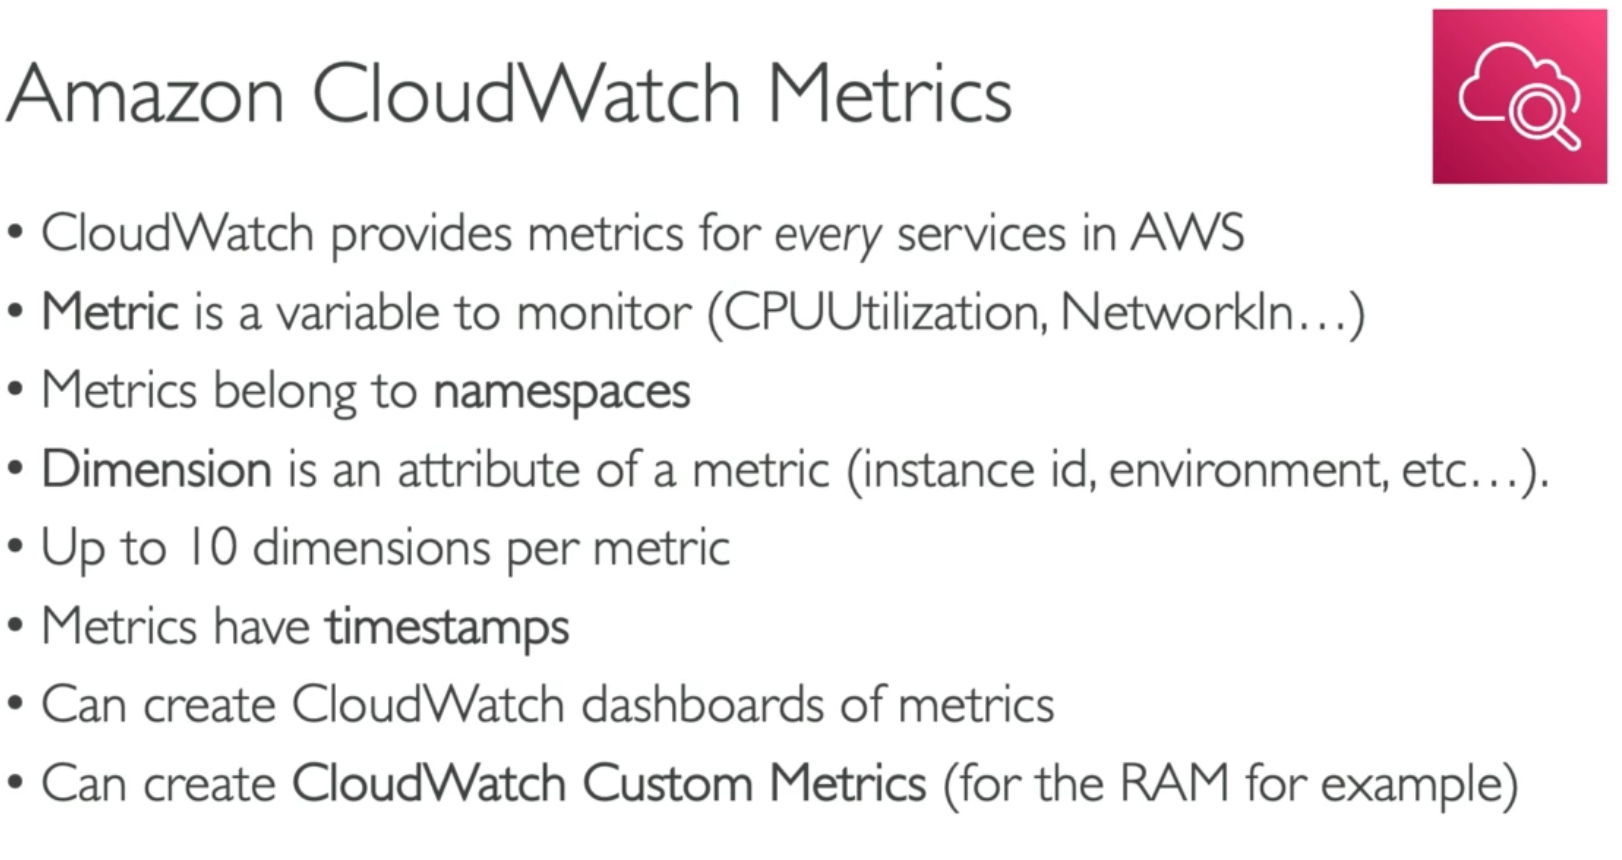 Amazon CloudWatch Metrics
• CloudWatch provides metrics for every services in AWS
• Metric is a variable to monitor (CPUUtilization, NetworkIn…)
• Metrics belong to namespaces
• Dimension is an attribute of a metric (instance id, environment, etc…).
• Up to 10 dimensions per metric
• Metrics have timestamps
• Can create CloudWatch dashboards of metrics
• Can create CloudWatch Custom Metrics (for the RAM for example)